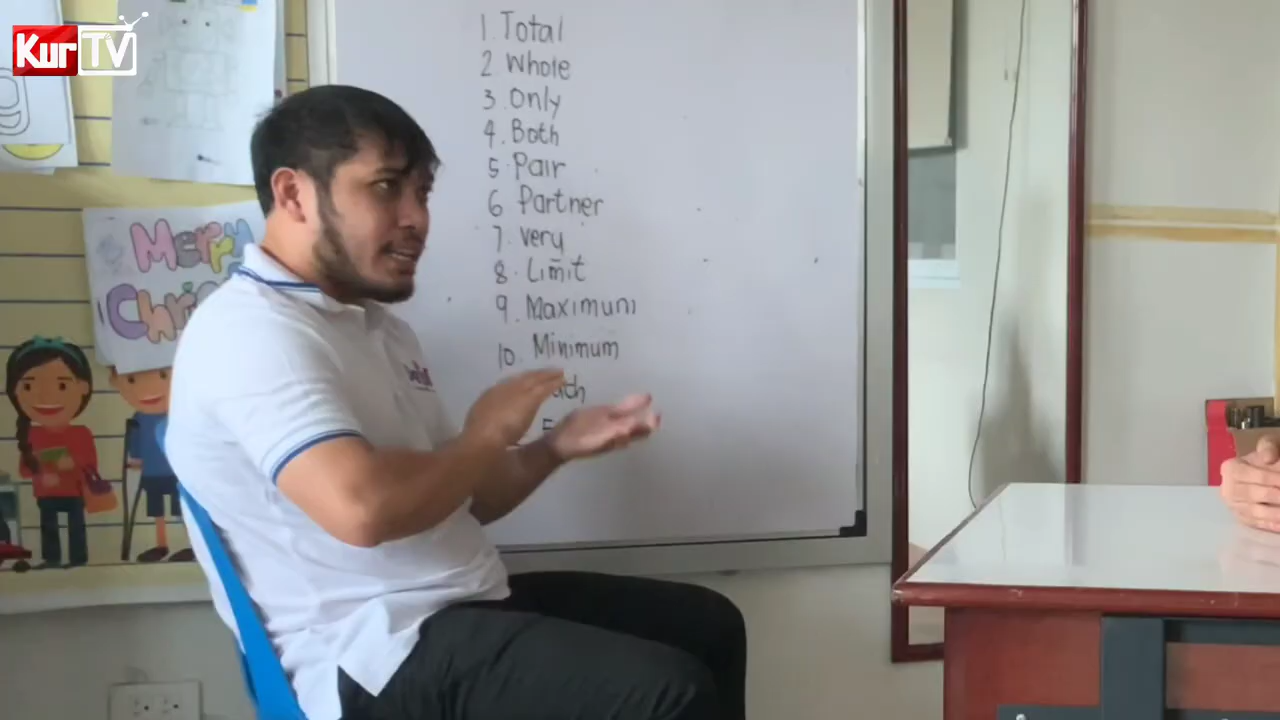 KurTV
1. Total
2 Whole
3. Only
4. Both
5. Pair
6 Partner
7. very
8. Limit
9. Maximum
10. Minimum
Merry